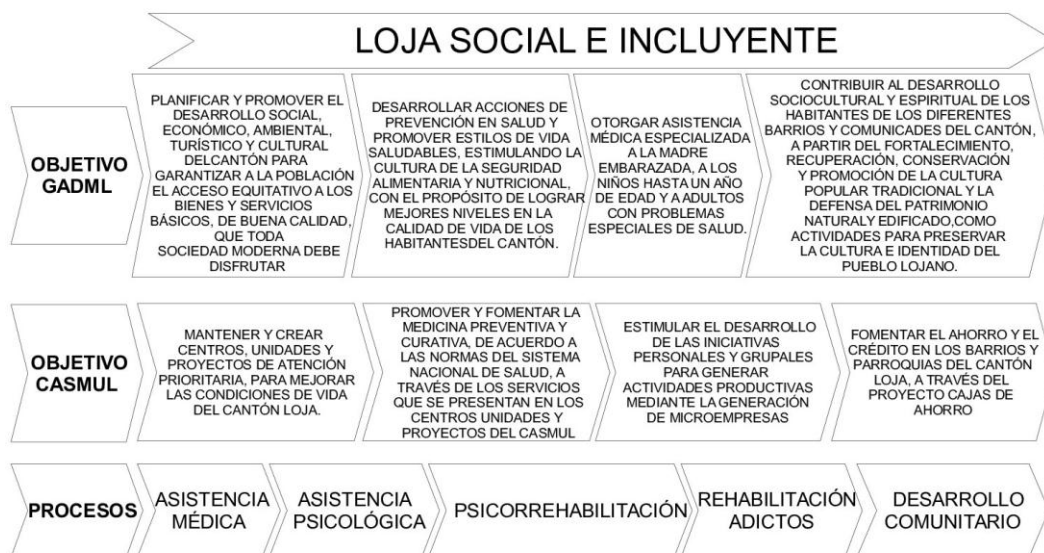 LOJA SOCIAL E INCLUYENTE
OBJETIVO
GADML
PLANIFICAR Y PROMOVER EL
DESARROLLO SOCIAL,
ECONÓMICO, AMBIENTAL,
TURÍSTICO Y CULTURAL
DELCANTÓN PARA
GARANTIZAR A LA POBLACIÓN
EL ACCESO EQUITATIVO A LOS
BIENES Y SERVICIOS
BÁSICOS, DE BUENA CALIDAD,
QUE TODA
SOCIEDAD MODERNA DEBE
DISFRUTAR
DESARROLLAR ACCIONES DE
PREVENCIÓN EN SALUD Y
PROMOVER ESTILOS DE VIDA
SALUDABLES, ESTIMULANDO LA
CULTURA DE LA SEGURIDAD
ALIMENTARIA Y NUTRICIONAL,
CON EL PROPÓSITO DE LOGRAR
MEJORES NIVELES EN LA
CALIDAD DE VIDA DE LOS
HABITANTESDEL CANTÓN.
OTORGAR ASISTENCIA
MÉDICA ESPECIALIZADA
A LA MADRE
EMBARAZADA, A LOS
NIÑOS HASTA UN AÑO
DE EDAD Y A ADULTOS
CON PROBLEMAS
ESPECIALES DE SALUD.
CONTRIBUIR AL DESARROLLO
SOCIOCULTURAL Y ESPIRITUAL DE LOS
HABITANTES DE LOS DIFERENTES
BARRIOS Y COMUNICADES DEL CANTÓN,
A PARTIR DEL FORTALECIMIENTO,
RECUPERACIÓN, CONSERVACIÓN
Y PROMOCIÓN DE LA CULTURA
POPULAR TRADICIONAL Y LA
DEFENSA DEL PATRIMONIO
NATURALY EDIFICADO,COMO
ACTIVIDADES PARA PRESERVAR
LA CULTURA E IDENTIDAD DEL
PUEBLO LOJANO.
OBJETIVO
CASMUL
MANTENER Y CREAR
CENTROS, UNIDADES Y
PROYECTOS DE ATENCIÓN
PRIORITARIA, PARA MEJORAR
LAS CONDICIONES DE VIDA
DEL CANTÓN LOJA.
PROMOVER Y FOMENTAR LA
MEDICINA PREVENTIVA Y
CURATIVA, DE ACUERDO A
LAS NORMAS DEL SISTEMA
NACIONAL DE SALUD, A
TRAVÉS DE LOS SERVICIOS
QUE SE PRESENTAN EN LOS
CENTROS UNIDADES Y
PROYECTOS DEL CASMUL
ESTIMULAR EL DESARROLLO
DE LAS INICIATIVAS
PERSONALES Y GRUPALES
PARA GENERAR
ACTIVIDADES PRODUCTIVAS
MEDIANTE LA GENERACIÓN
DE MICROEMPRESAS
FOMENTAR EL AHORRO Y EL
CRÉDITO EN LOS BARRIOS Y
PARROQUIAS DEL CANTÓN
LOJA, A TRAVÉS DEL
PROYECTO CAJAS DE
AHORRO
PROCESOS
ASISTENCIA
MÉDICA
ASISTENCIA
PSICOLÓGICA
PSICORREHABILITACIÓN
REHABILITACIÓN
ADICTOS
DESARROLLO
COMUNITARIO